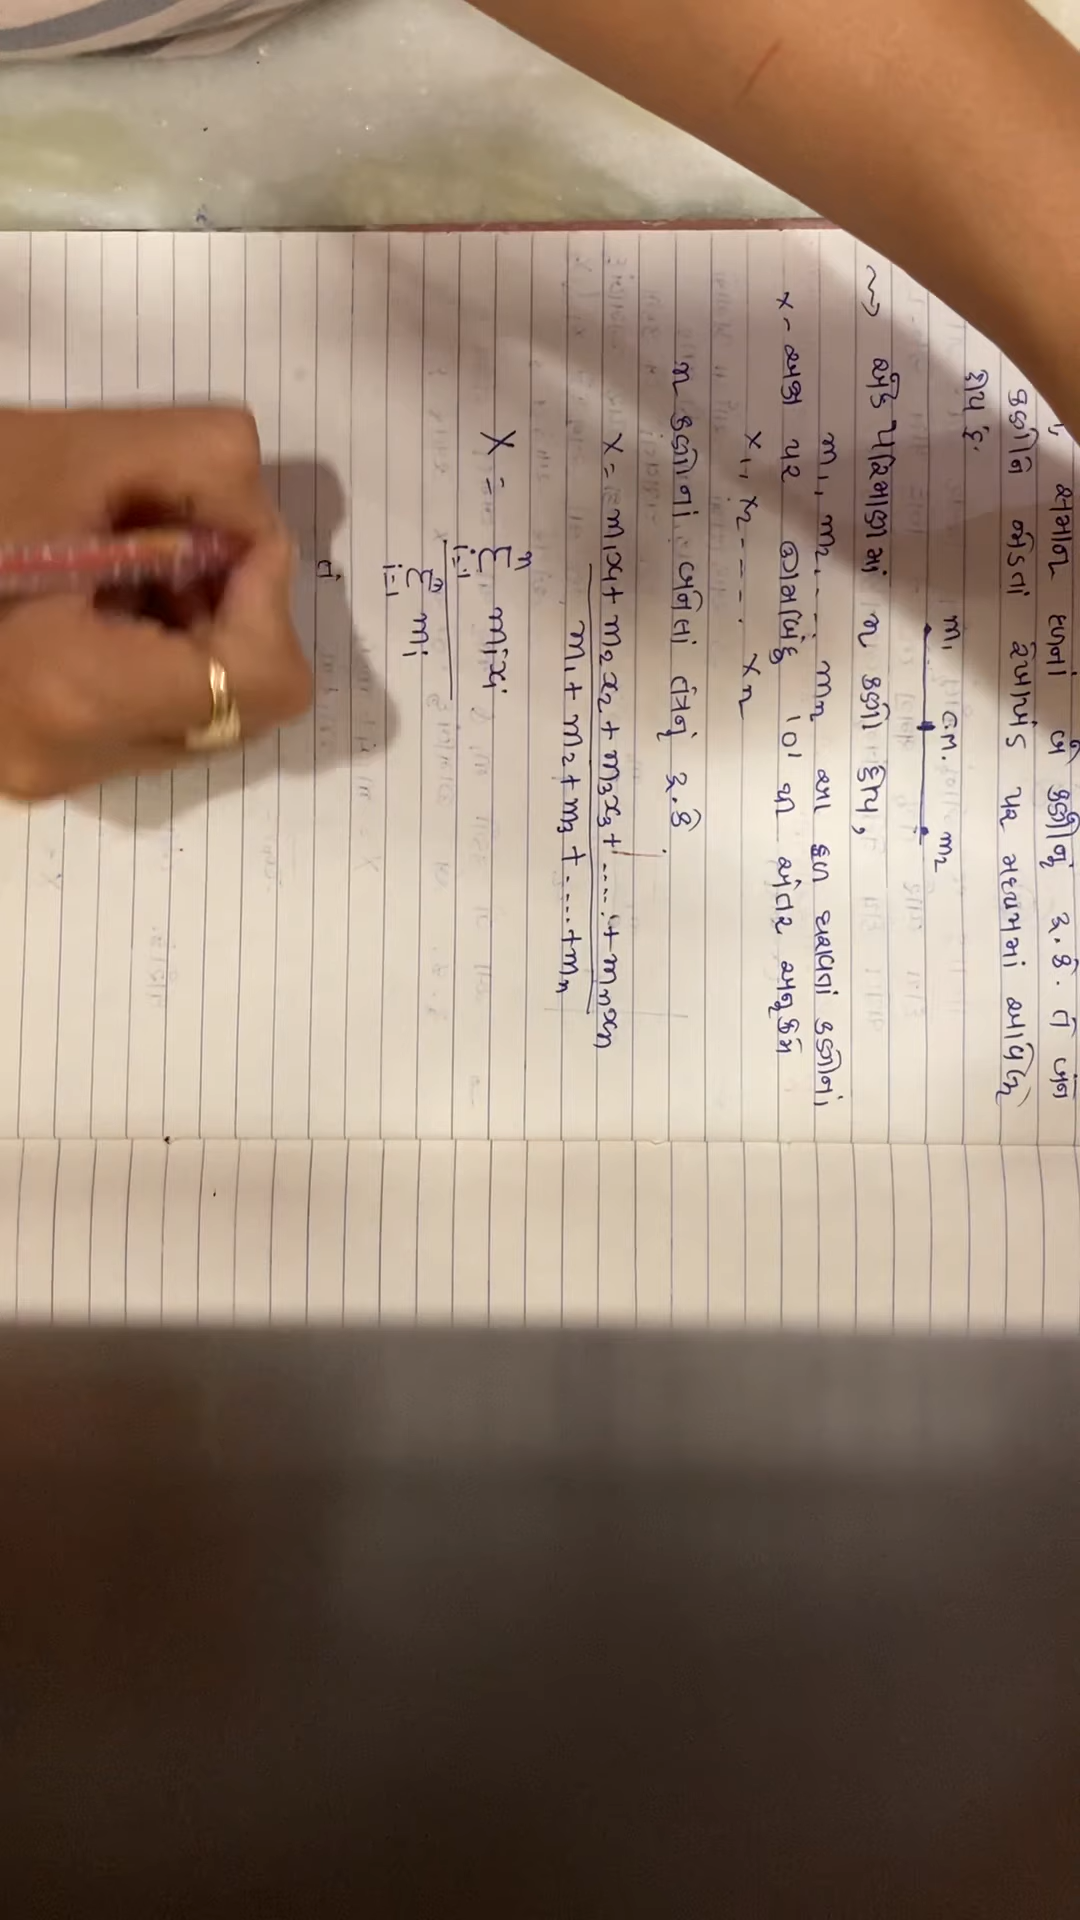 સમાન દળનાં બે કણોનું દ્ર.કે. તે બંને
કણોને જોડતાં રેખાખંડ પર મધ્યમાં આવેલું
હોય છે.
m₁ C.M. m₂
~> એક પરિમાણમાં n કણો હોય,
m₁, m₂, .... mₙ આ દળ ધરાવતાં કણોનાં
x - અક્ષ પર ઊગમબિંદુ 'O' થી અંતર અનુક્રમે
x₁, x₂ ---- . xₙ
n કણોનાં બનેલાં તંત્રનું દ્ર.કે
X = m₁x₁ + m₂x₂ + m₃x₃ + ..... + mₙxₙ
m₁ + m₂ + m₃ + ..... + mₙ
X = n Σ i=1 mᵢxᵢ
n Σ i=1 mᵢ